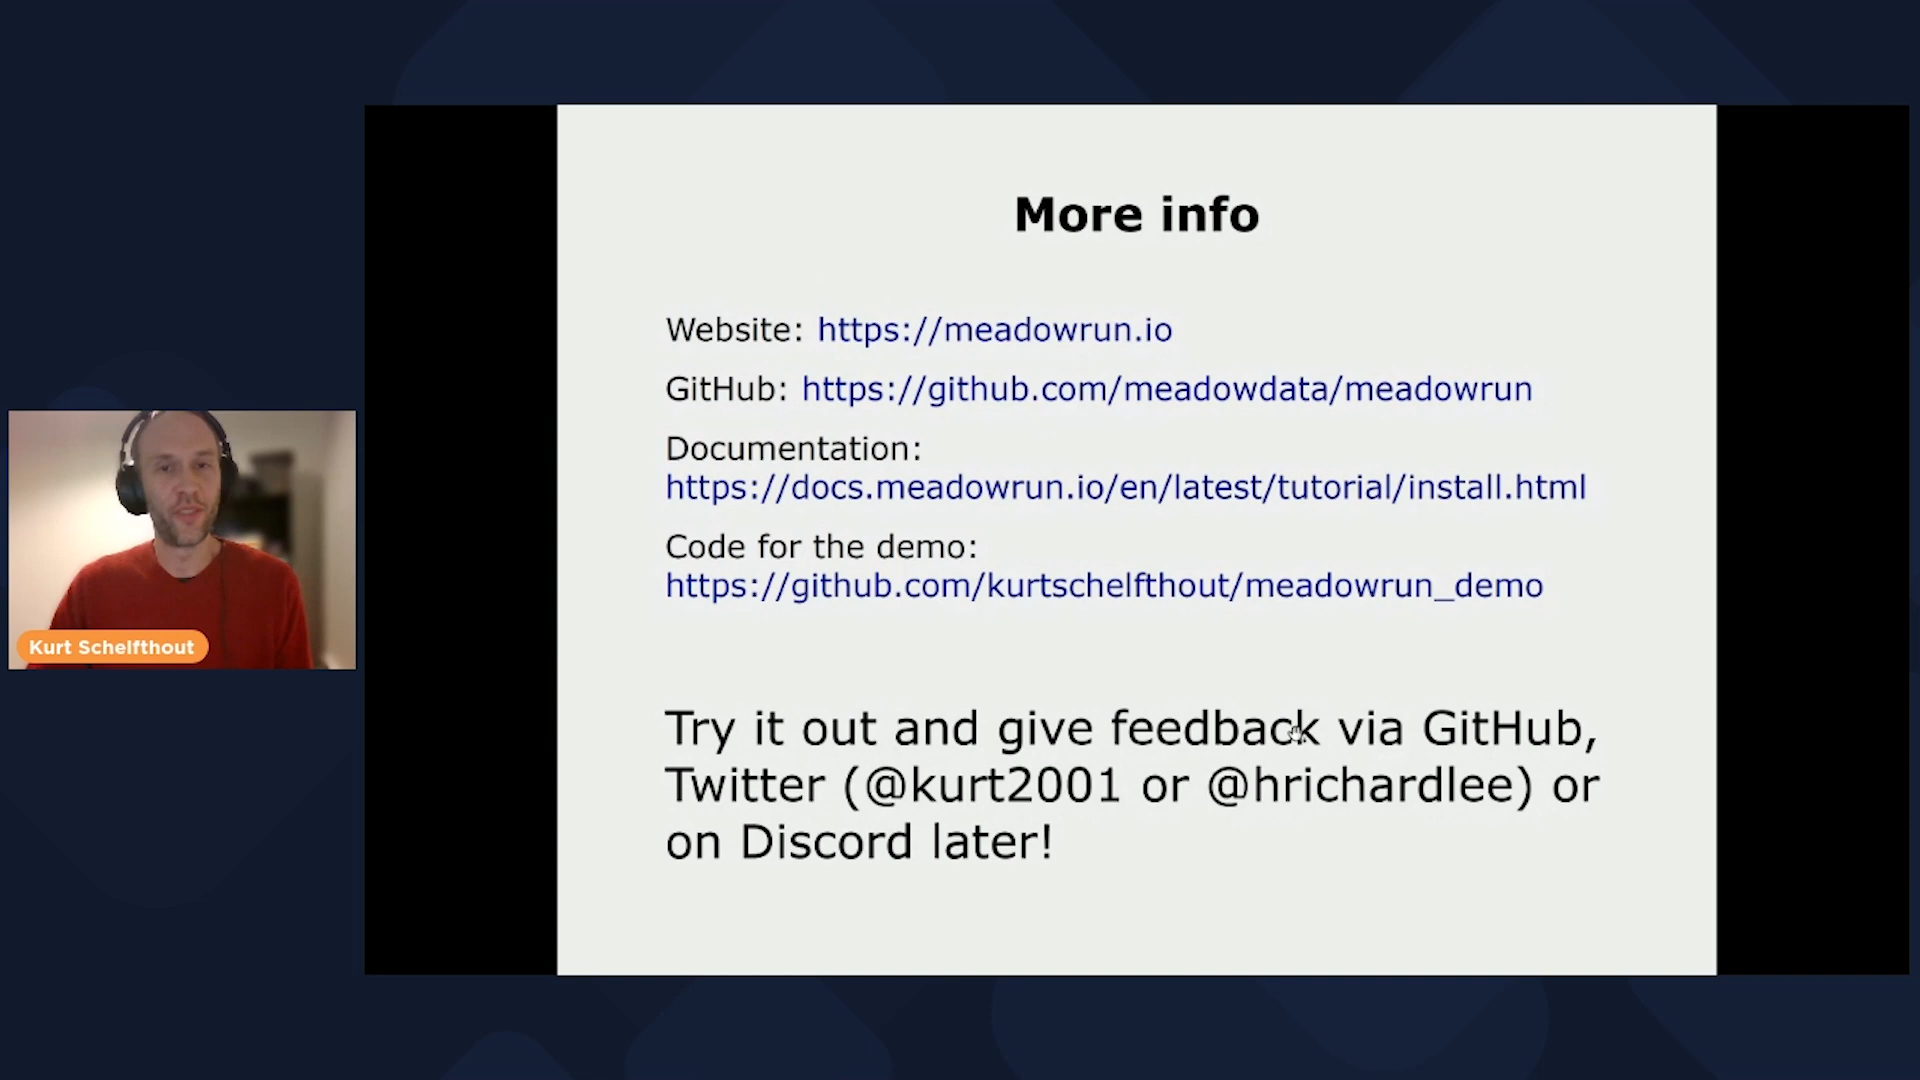 More info
Website: https://meadowrun.io
GitHub: https://github.com/meadowdata/meadowrun
Documentation:
https://docs.meadowrun.io/en/latest/tutorial/install.html
Code for the demo:
https://github.com/kurtschelfthout/meadowrun_demo
Try it out and give feedback via GitHub,
Twitter (@kurt2001 or @hrichardlee) or
on Discord later!
Kurt Schelfthout